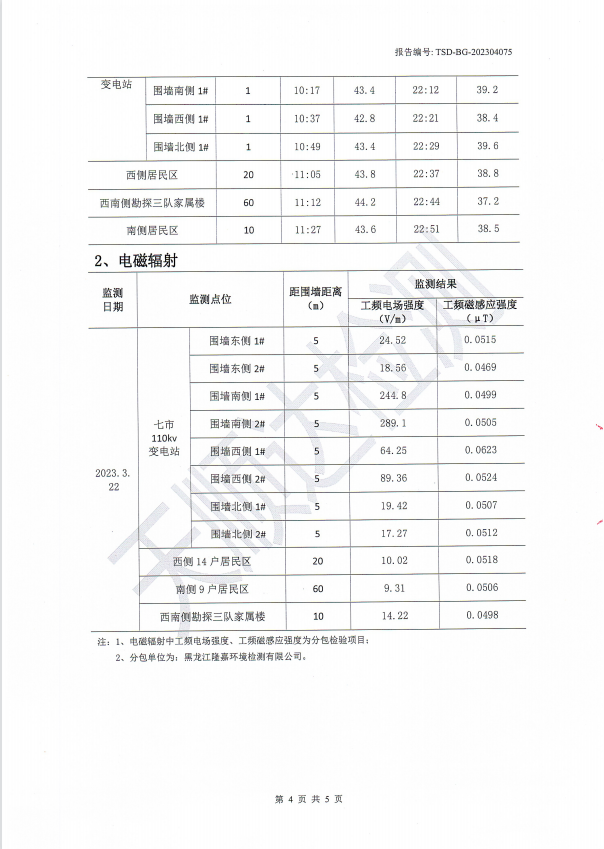 报告编号: TSD-BG-202304075
变电站 围墙南侧 1# 1 10:17 43.4 22:12 39.2
围墙西侧 1# 1 10:37 42.8 22:21 38.4
围墙北侧 1# 1 10:49 43.4 22:29 39.6
西侧居民区 20 11:05 43.8 22:37 38.8
西南侧勘探三队家属楼 60 11:12 44.2 22:44 37.2
南侧居民区 10 11:27 43.6 22:51 38.5
2、电磁辐射
监测日期 监测点位 距围墙距离（m） 监测结果
工频电场强度（V/m） 工频磁感应强度（μT）
2023.3.22 七市110kv变电站 围墙东侧 1# 5 24.52 0.0515
围墙东侧 2# 5 18.56 0.0469
围墙南侧 1# 5 244.8 0.0499
围墙南侧 2# 5 289.1 0.0505
围墙西侧 1# 5 64.25 0.0623
围墙西侧 2# 5 89.36 0.0524
围墙北侧 1# 5 19.42 0.0507
围墙北侧 2# 5 17.27 0.0512
西侧 14 户居民区 20 10.02 0.0518
南侧 9 户居民区 60 9.31 0.0506
西南侧勘探三队家属楼 10 14.22 0.0498
注：1、电磁辐射中工频电场强度、工频磁感应强度为分包检验项目；
2、分包单位为：黑龙江隆嘉环境检测有限公司。
天顺达检测
第 4 页 共 5 页